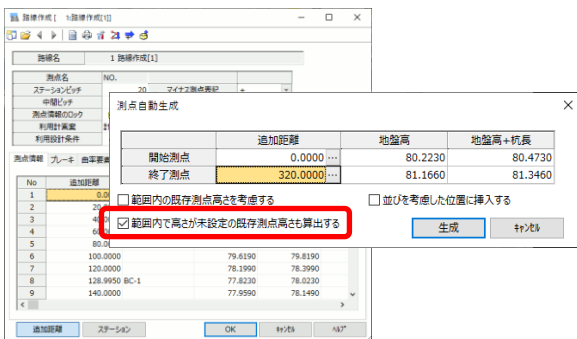 路線作成 [ 1:路線作成[1]]
路線名 1 路線作成[1]
測点名 NO.
ステーションピッチ 20 マイナス測点表記 +
中間ピッチ
測点情報のロック
利用計画案
利用設計条件
測点情報 ブレーキ 曲率要素
No 追加距離
1 0.00
2 20.
3 40.0
4 60.0
5 80.0
6 100.0000 79.6190 79.8190
7 120.0000 78.1990 78.3990
8 128.9950 BC-1 77.8230 78.0230
9 140.0000 77.9590 78.1490
追加距離 ステーション OK キャンセル ヘルプ
測点自動生成
追加距離 地盤高 地盤高+杭長
開始測点 0.0000 ... 80.2230 80.4730
終了測点 320.0000 ... 81.1660 81.3460
範囲内の既存測点高さを考慮する 並びを考慮した位置に挿入する
範囲内で高さが未設定の既存測点高さも算出する
生成 キャンセル